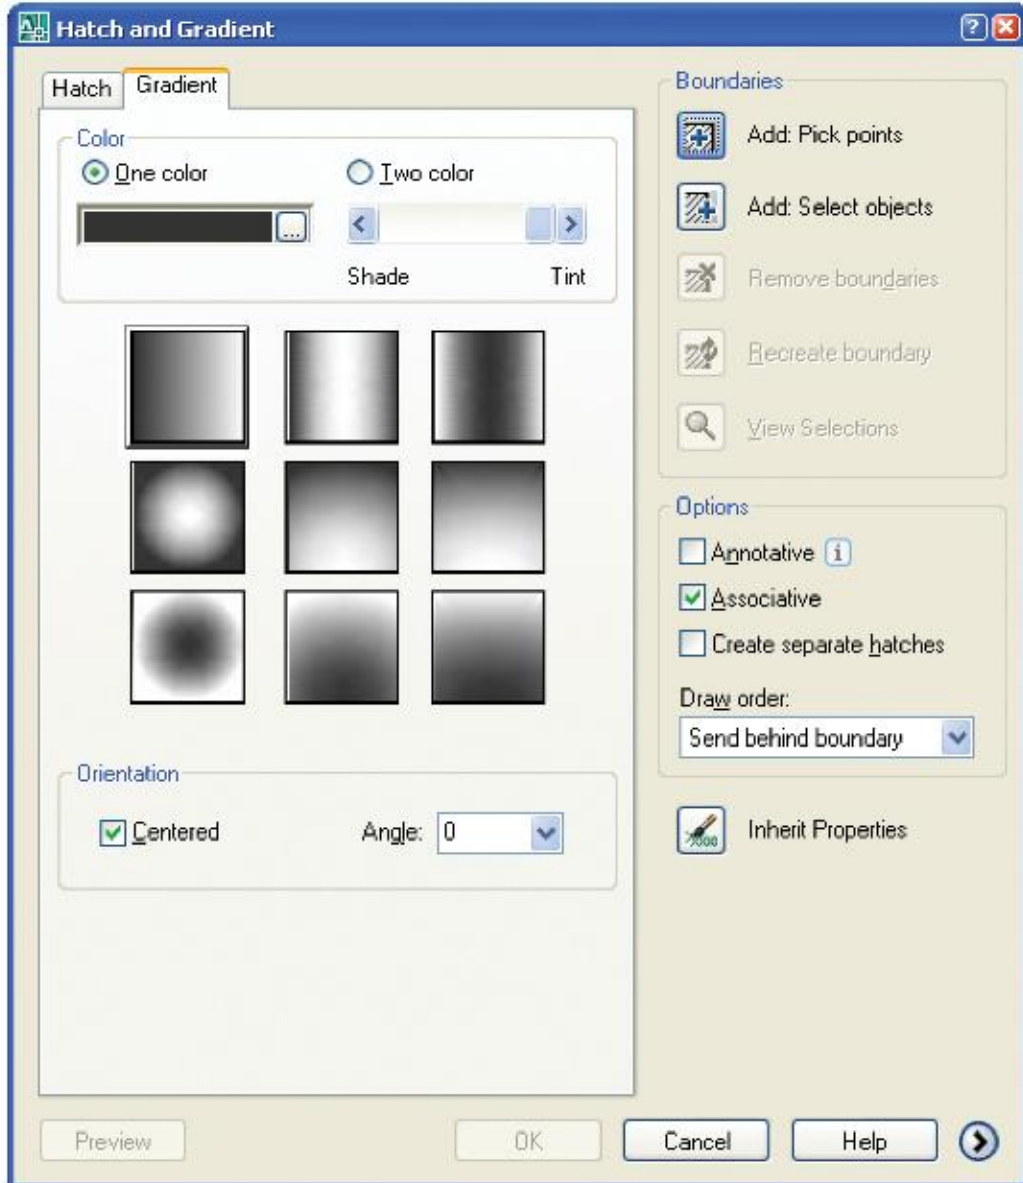 Hatch and Gradient
Hatch
Gradient
Color
One color
Two color
...
Shade
Tint
Orientation
Centered
Angle:
0
Boundaries
Add: Pick points
Add: Select objects
Remove boundaries
Recreate boundary
View Selections
Options
Annotative
Associative
Create separate hatches
Draw order:
Send behind boundary
Inherit Properties
Preview
OK
Cancel
Help